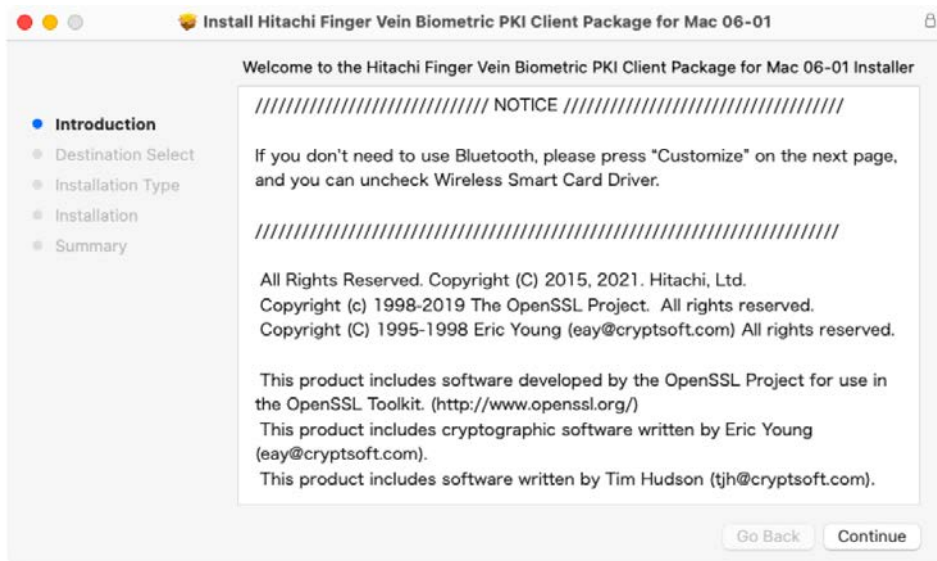 Install Hitachi Finger Vein Biometric PKI Client Package for Mac 06-01
Welcome to the Hitachi Finger Vein Biometric PKI Client Package for Mac 06-01 Installer
Introduction
Destination Select
Installation Type
Installation
Summary
/////////////////////////////// NOTICE /////////////////////////////////////
If you don't need to use Bluetooth, please press “Customize” on the next page,
and you can uncheck Wireless Smart Card Driver.
/////////////////////////////////////////////////////////////////////////////
All Rights Reserved. Copyright (C) 2015, 2021. Hitachi, Ltd.
Copyright (c) 1998-2019 The OpenSSL Project.  All rights reserved.
Copyright (C) 1995-1998 Eric Young (eay@cryptsoft.com) All rights reserved.
This product includes software developed by the OpenSSL Project for use in
the OpenSSL Toolkit. (http://www.openssl.org/)
This product includes cryptographic software written by Eric Young
(eay@cryptsoft.com).
This product includes software written by Tim Hudson (tjh@cryptsoft.com).
Go Back
Continue